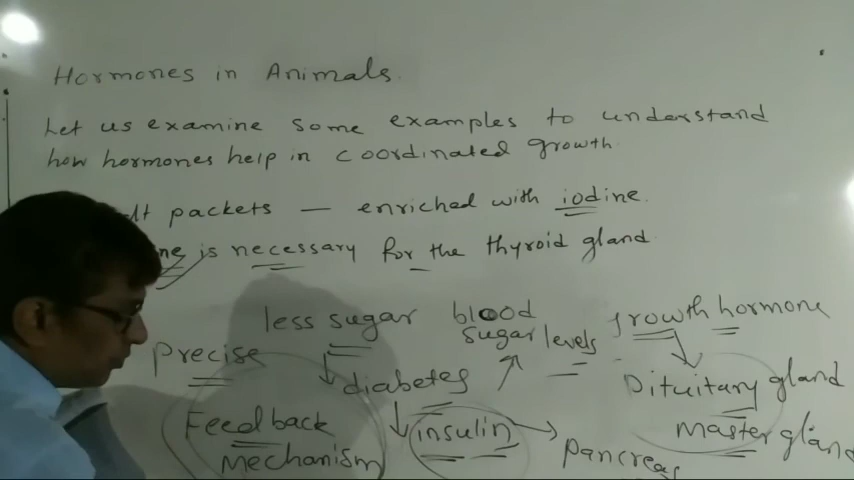 Hormones in Animals.
Let us examine some examples to understand
how hormones help in coordinated growth.
packets — enriched with iodine.
is necessary for the thyroid gland
less sugar blood sugar levels growth hormone
Precise diabetes Pituitary gland
Feedback Mechanism insulin → pancreas master gland